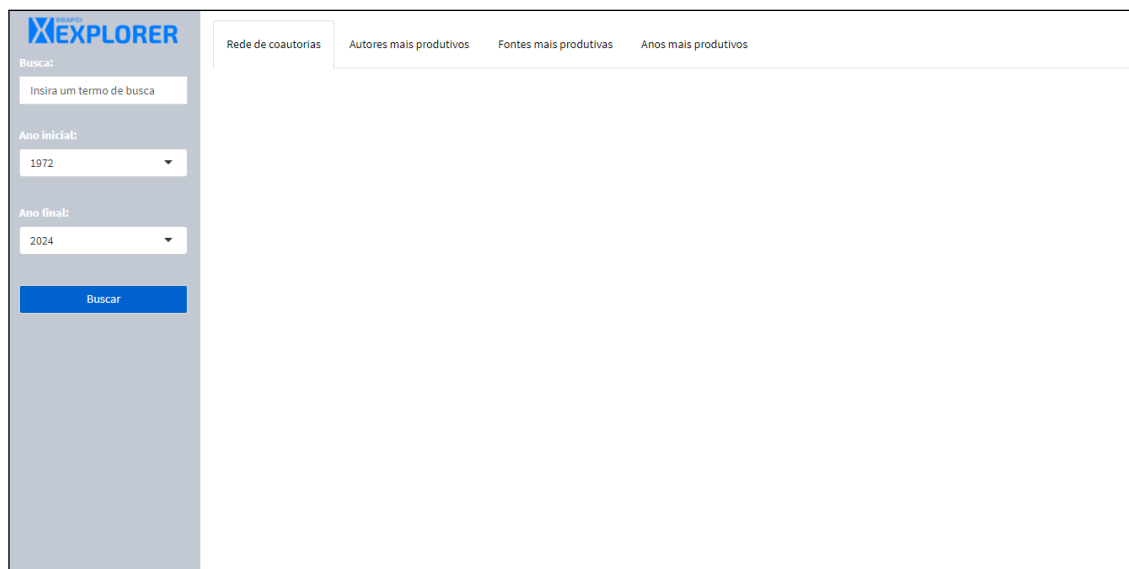 BRAPCI
EXPLORER
Busca:
Insira um termo de busca
Ano inicial:
1972
Ano final:
2024
Buscar
Rede de coautorias Autores mais produtivos Fontes mais produtivas Anos mais produtivos